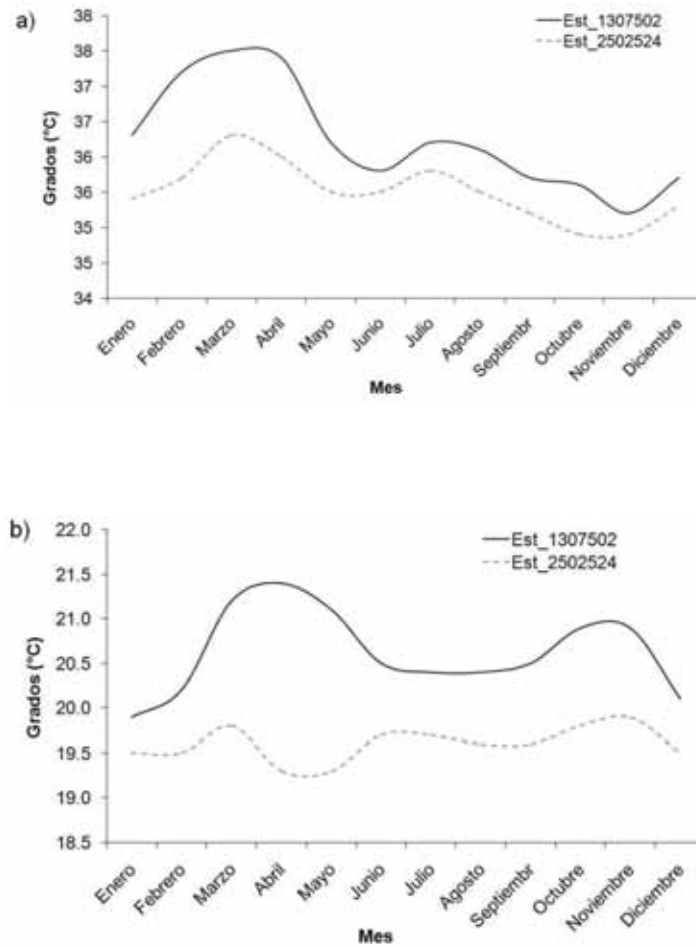 a)
Est_1307502
Est_2502524
Grados (°C)
38
38
37
37
36
36
35
35
34
Enero
Febrero
Marzo
Abril
Mayo
Junio
Julio
Agosto
Septiembr
Octubre
Noviembre
Diciembre
Mes
b)
Est_1307502
Est_2502524
Grados (°C)
22.0
21.5
21.0
20.5
20.0
19.5
19.0
18.5
Enero
Febrero
Marzo
Abril
Mayo
Junio
Julio
Agosto
Septiembr
Octubre
Noviembre
Diciembre
Mes